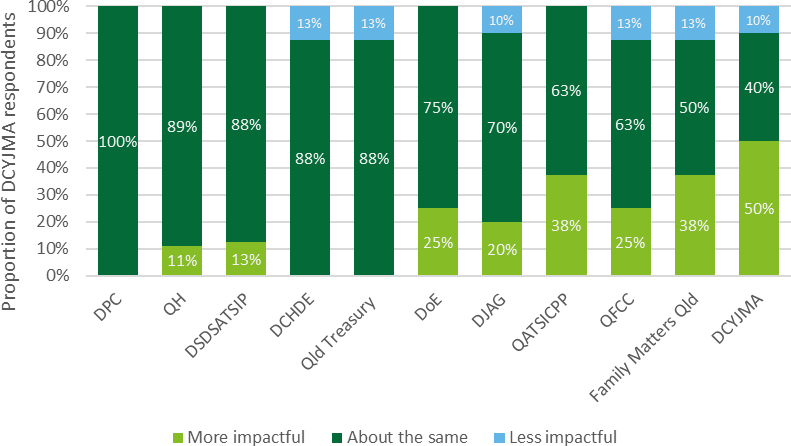 Proportion of DCYJMA respondents
100%
90%
80%
70%
60%
50%
40%
30%
20%
10%
0%
100%
89%
11%
88%
13%
13%
88%
13%
88%
75%
25%
10%
70%
20%
63%
38%
13%
63%
25%
13%
50%
38%
10%
40%
50%
DPC
QH
DSDSATSIP
DCHDE
Qld Treasury
DoE
DJAG
QATSICPP
QFCC
Family Matters Qld
DCYJMA
More impactful
About the same
Less impactful